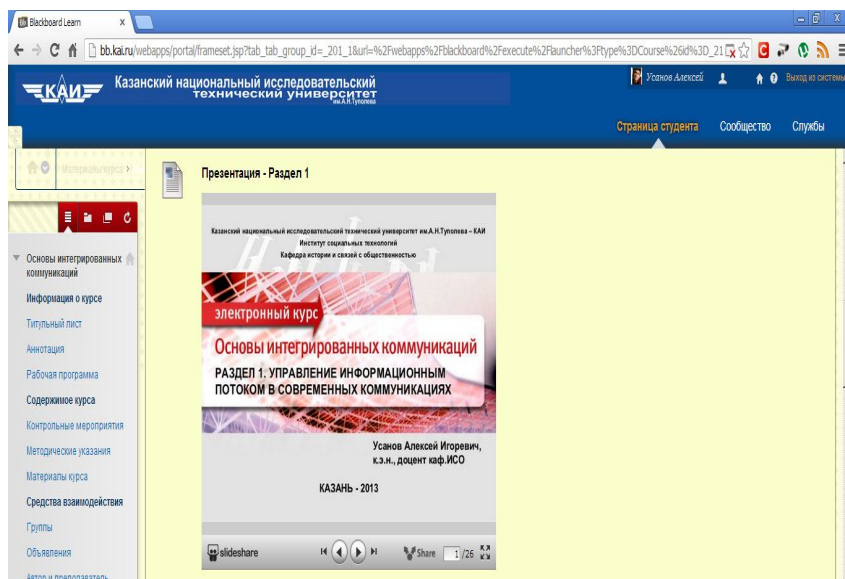 Blackboard Learn
bb.kai.ru/webapps/portal/frameset.jsp?tab_tab_group_id=_201_1&url=%2Fwebapps%2Fblackboard%2Fexecute%2Flauncher%3Ftype%3DCourse%26id%3D_21
КАИ
Казанский национальный исследовательский
технический университет
им.А.Н.Туполева
Усанов Алексей
Выход из системы
Страница студента
Сообщество
Службы
Материалы курса
Основы интегрированных
коммуникаций
Информация о курсе
Титульный лист
Аннотация
Рабочая программа
Содержимое курса
Контрольные мероприятия
Методические указания
Материалы курса
Средства взаимодействия
Группы
Объявления
Автор и преподаватель
Презентация - Раздел 1
Казанский национальный исследовательский технический университет им.А.Н.Туполева – КАИ
Институт социальных технологий
Кафедра истории и связей с общественностью
электронный курс
Основы интегрированных коммуникаций
РАЗДЕЛ 1. УПРАВЛЕНИЕ ИНФОРМАЦИОННЫМ
ПОТОКОМ В СОВРЕМЕННЫХ КОММУНИКАЦИЯХ
Усанов Алексей Игоревич,
к.э.н., доцент каф.ИСО
КАЗАНЬ - 2013
slideshare
Share
1 /26